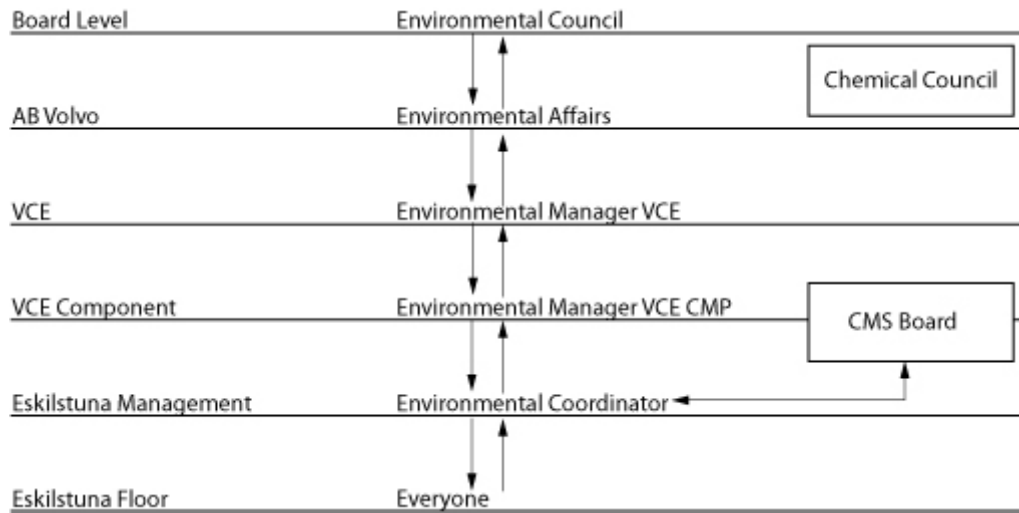 Board Level Environmental Council
Chemical Council
AB Volvo Environmental Affairs
VCE Environmental Manager VCE
VCE Component Environmental Manager VCE CMP
CMS Board
Eskilstuna Management Environmental Coordinator
Eskilstuna Floor Everyone